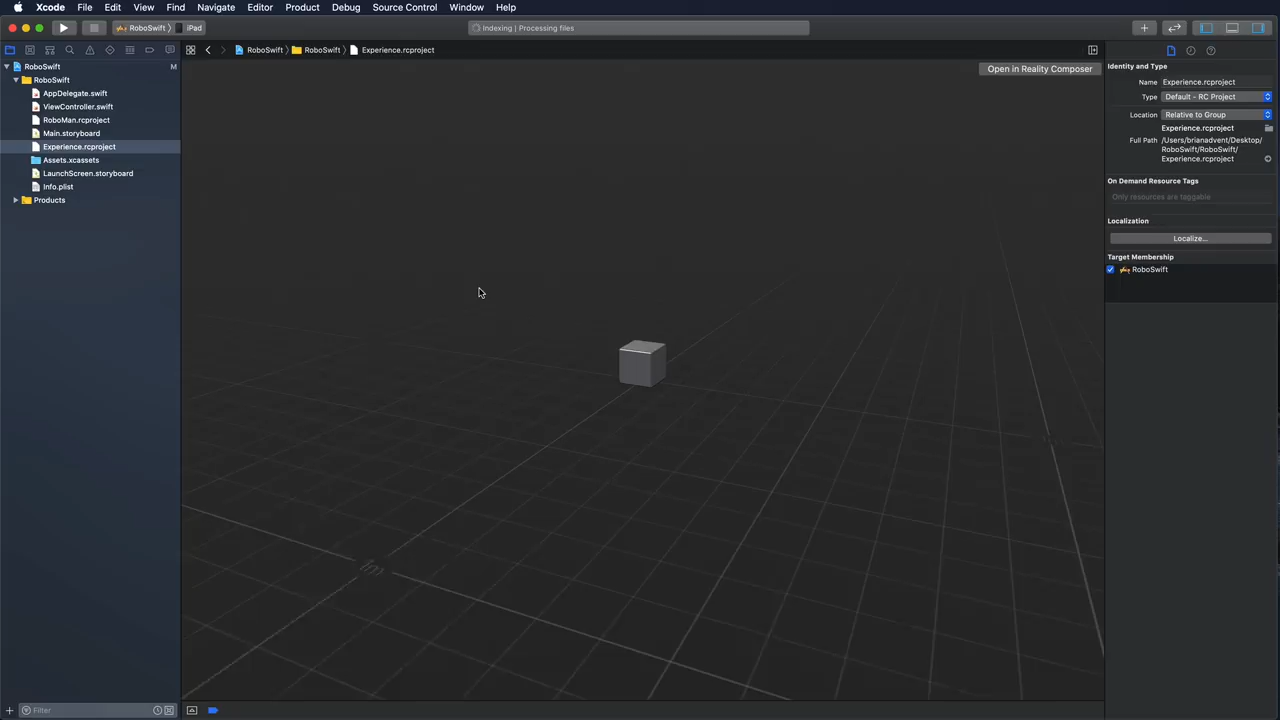 Xcode File Edit View Find Navigate Editor Product Debug Source Control Window Help
RoboSwift iPad
Indexing | Processing files
RoboSwift RoboSwift Experience.rcproject
RoboSwift M
RoboSwift
AppDelegate.swift
ViewController.swift
RoboMan.rcproject
Main.storyboard
Experience.rcproject
Assets.xcassets
LaunchScreen.storyboard
Info.plist
Products
Filter
Open in Reality Composer
1m
Identity and Type
Name Experience.rcproject
Type Default - RC Project
Location Relative to Group
Experience.rcproject
Full Path /Users/brianadvent/Desktop/
RoboSwift/RoboSwift/
Experience.rcproject
On Demand Resource Tags
Only resources are taggable
Localization
Localize...
Target Membership
RoboSwift